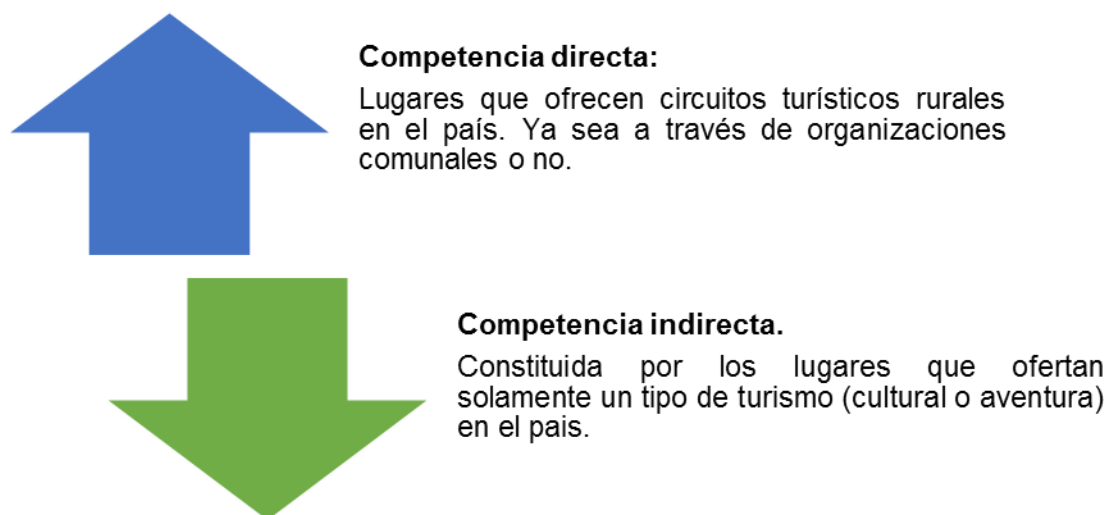 Competencia directa:
Lugares que ofrecen circuitos turísticos rurales
en el país. Ya sea a través de organizaciones
comunales o no.
Competencia indirecta.
Constituida por los lugares que ofertan
solamente un tipo de turismo (cultural o aventura)
en el pais.